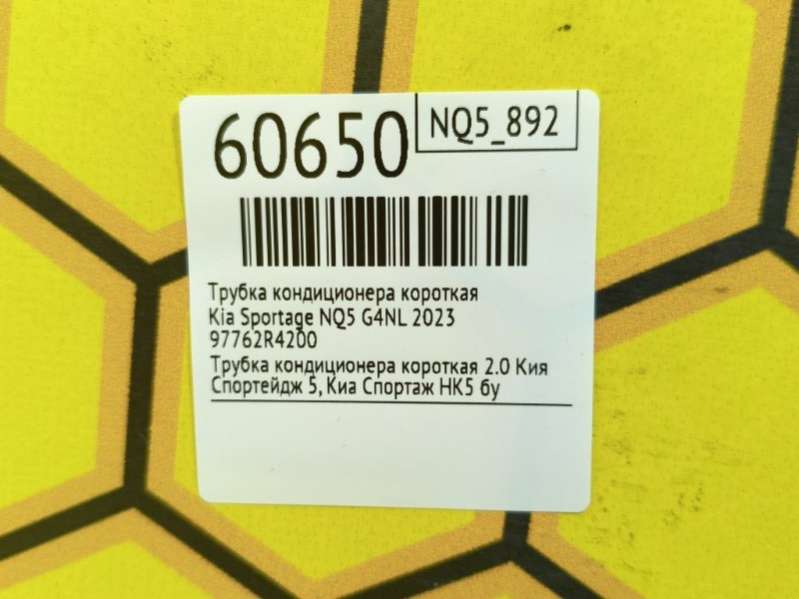 60650
NQ5_892
Трубка кондиционера короткая
Kia Sportage NQ5 G4NL 2023
97762R4200
Трубка кондиционера короткая 2.0 Кия
Спортейдж 5, Киа Спортаж НК5 бу